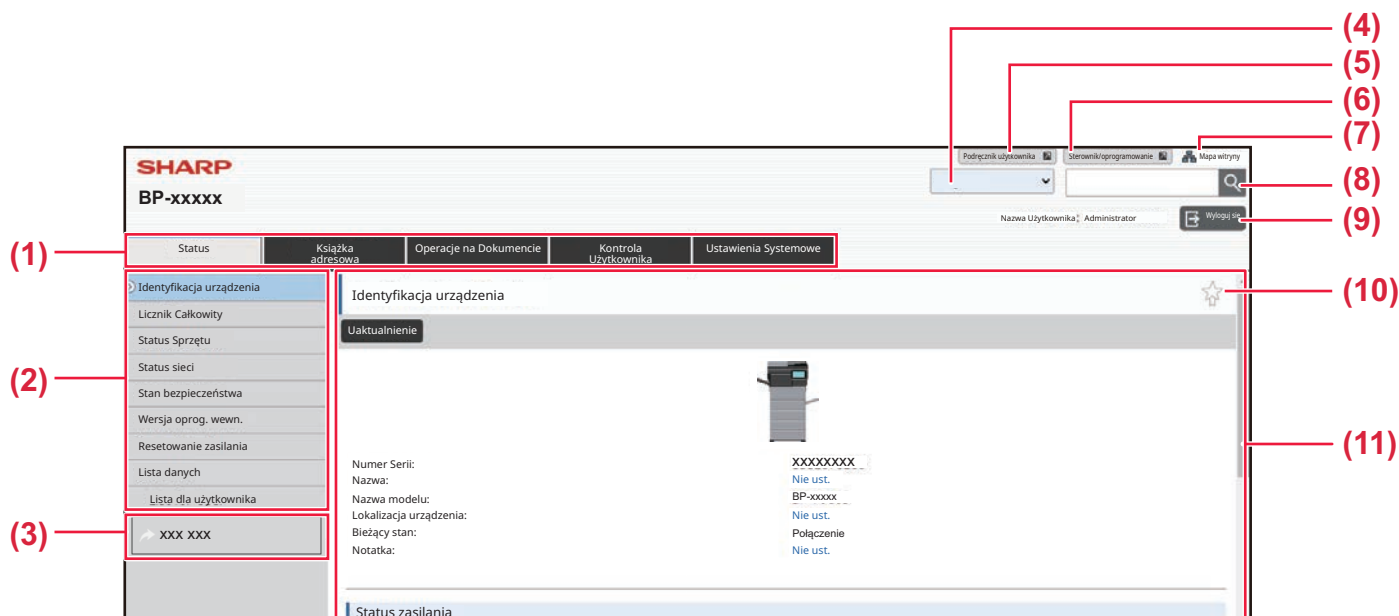 (4)
(5)
(6)
(7)
Podręcznik użytkownika
Sterownik/oprogramowanie
Mapa witryny
SHARP
(8)
BP-xxxxx
Nazwa Użytkownika: Administrator
Wyloguj się
(9)
(1)
Status
Książka adresowa
Operacje na Dokumencie
Kontrola Użytkownika
Ustawienia Systemowe
Identyfikacja urządzenia
Licznik Całkowity
Status Sprzętu
Status sieci
(2)
Stan bezpieczeństwa
Wersja oprog. wewn.
Resetowanie zasilania
Lista danych
Lista dla użytkownika
(3)
XXX XXX
Identyfikacja urządzenia
(10)
Uaktualnienie
(11)
Numer Serii: XXXXXXXX
Nazwa: Nie ust.
Nazwa modelu: BP-xxxxx
Lokalizacja urządzenia: Nie ust.
Bieżący stan: Połączenie
Notatka: Nie ust.
Status zasilania